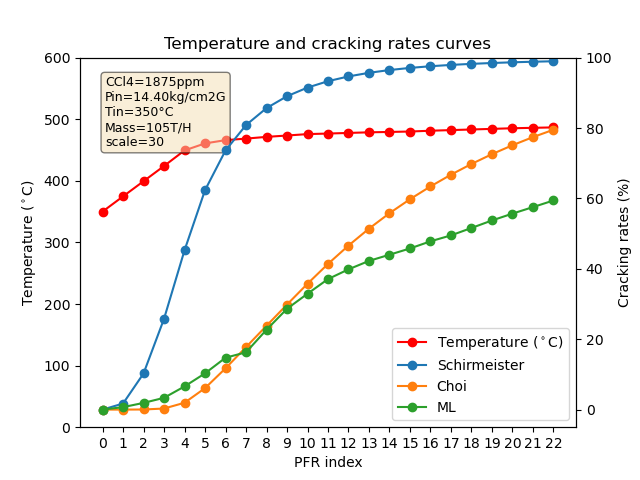 Temperature and cracking rates curves
CCl4=1875ppm
Pin=14.40kg/cm2G
Tin=350°C
Mass=105T/H
scale=30
Temperature (°C)
600
500
400
300
200
100
0
100
80
60
40
20
0
Cracking rates (%)
Temperature (°C)
Schirmeister
Choi
ML
0 1 2 3 4 5 6 7 8 9 10 11 12 13 14 15 16 17 18 19 20 21 22
PFR index